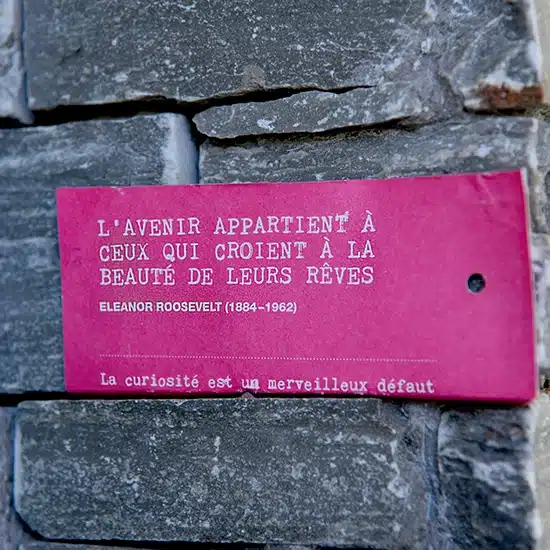 L'AVENIR APPARTIENT À
CEUX QUI CROIENT À LA
BEAUTÉ DE LEURS RÊVES
ELEANOR ROOSEVELT (1884–1962)
La curiosité est un merveilleux défaut